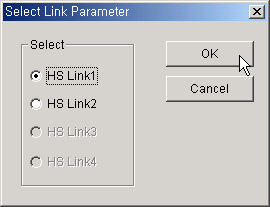 Select Link Parameter
Select
HS Link1
HS Link2
HS Link3
HS Link4
OK
Cancel